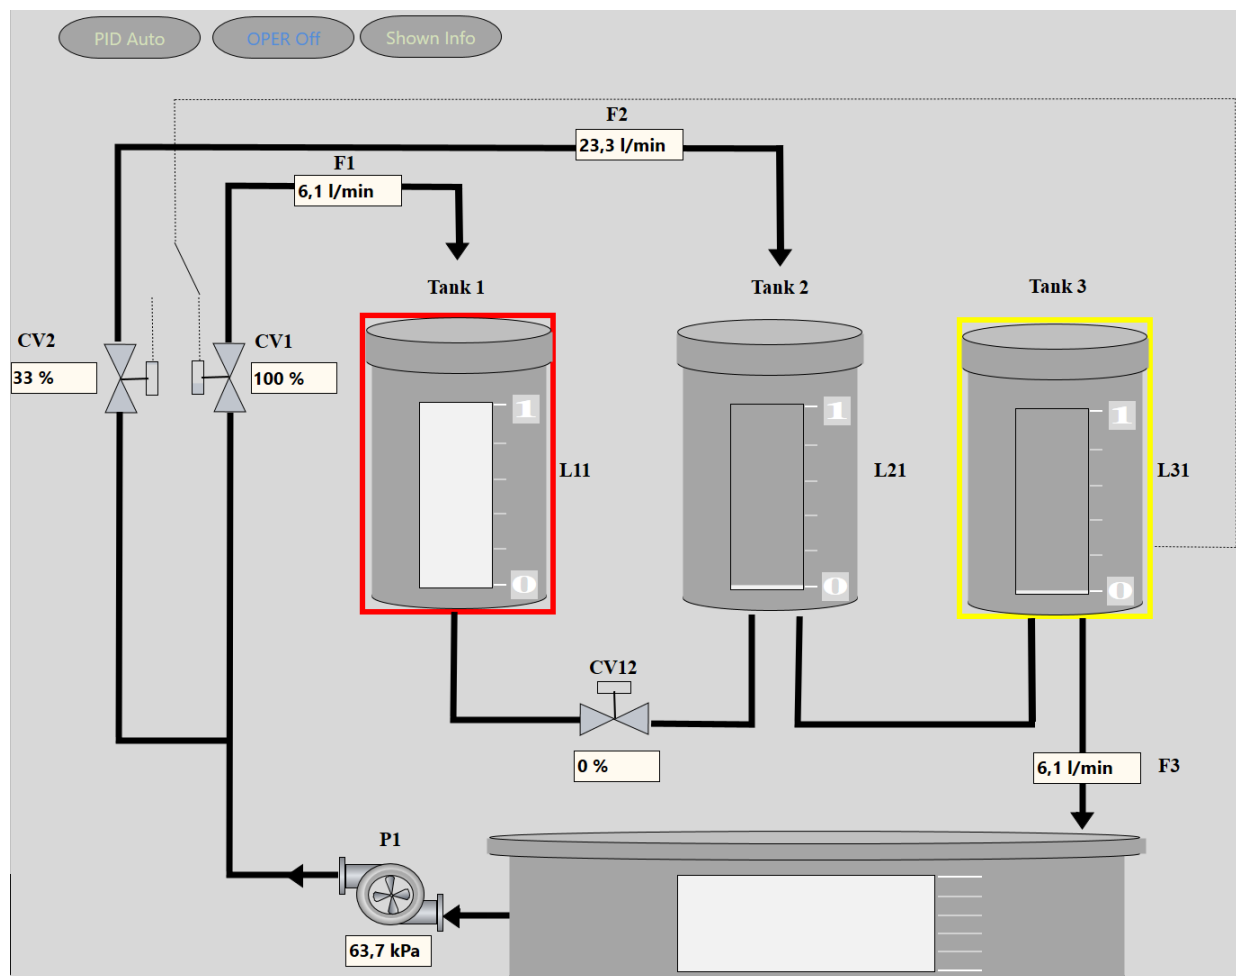 PID Auto
OPER Off
Shown Info
F2
23,3 l/min
F1
6,1 l/min
Tank 1
Tank 2
Tank 3
CV2
33 %
CV1
100 %
1
1
1
L11
L21
L31
0
0
0
CV12
0 %
6,1 l/min
F3
P1
63,7 kPa